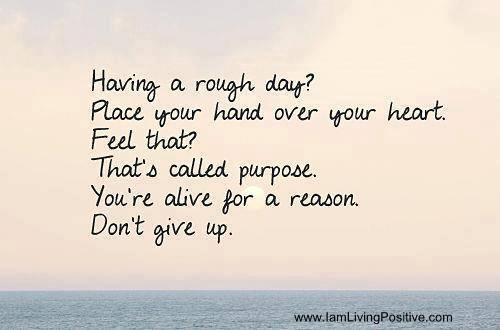 Having a rough day?
Place your hand over your heart.
Feel that?
That's called purpose.
You're alive for a reason.
Don't give up.
www.IamLivingPositive.com